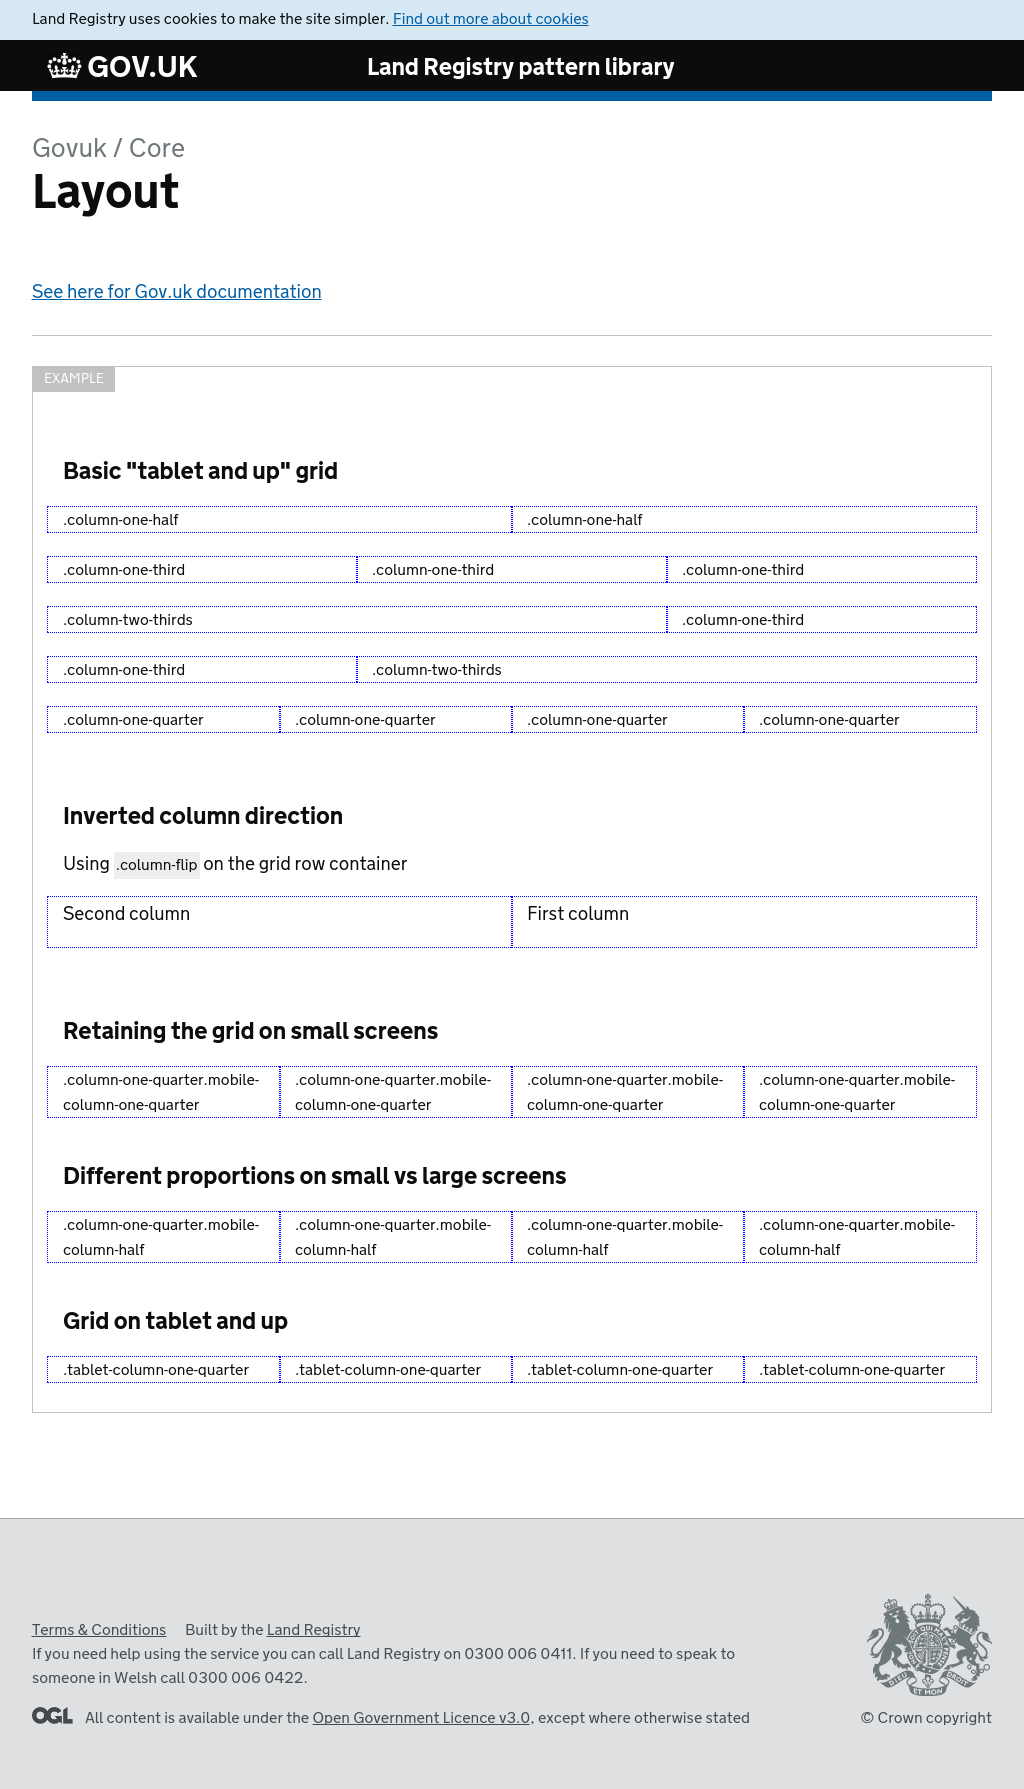 Land Registry uses cookies to make the site simpler. Find out more about cookies
GOV.UK
Land Registry pattern library
Govuk / Core
Layout
See here for Gov.uk documentation
EXAMPLE
Basic "tablet and up" grid
.column-one-half .column-one-half
.column-one-third .column-one-third .column-one-third
.column-two-thirds .column-one-third
.column-one-third .column-two-thirds
.column-one-quarter .column-one-quarter .column-one-quarter .column-one-quarter
Inverted column direction
Using .column-flip on the grid row container
Second column First column
Retaining the grid on small screens
.column-one-quarter.mobile- .column-one-quarter.mobile- .column-one-quarter.mobile- .column-one-quarter.mobile-
column-one-quarter column-one-quarter column-one-quarter column-one-quarter
Different proportions on small vs large screens
.column-one-quarter.mobile- .column-one-quarter.mobile- .column-one-quarter.mobile- .column-one-quarter.mobile-
column-half column-half column-half column-half
Grid on tablet and up
.tablet-column-one-quarter .tablet-column-one-quarter .tablet-column-one-quarter .tablet-column-one-quarter
Terms & Conditions Built by the Land Registry
If you need help using the service you can call Land Registry on 0300 006 0411. If you need to speak to
someone in Welsh call 0300 006 0422.
OGL All content is available under the Open Government Licence v3.0, except where otherwise stated
DIEU ET MON DROIT
© Crown copyright